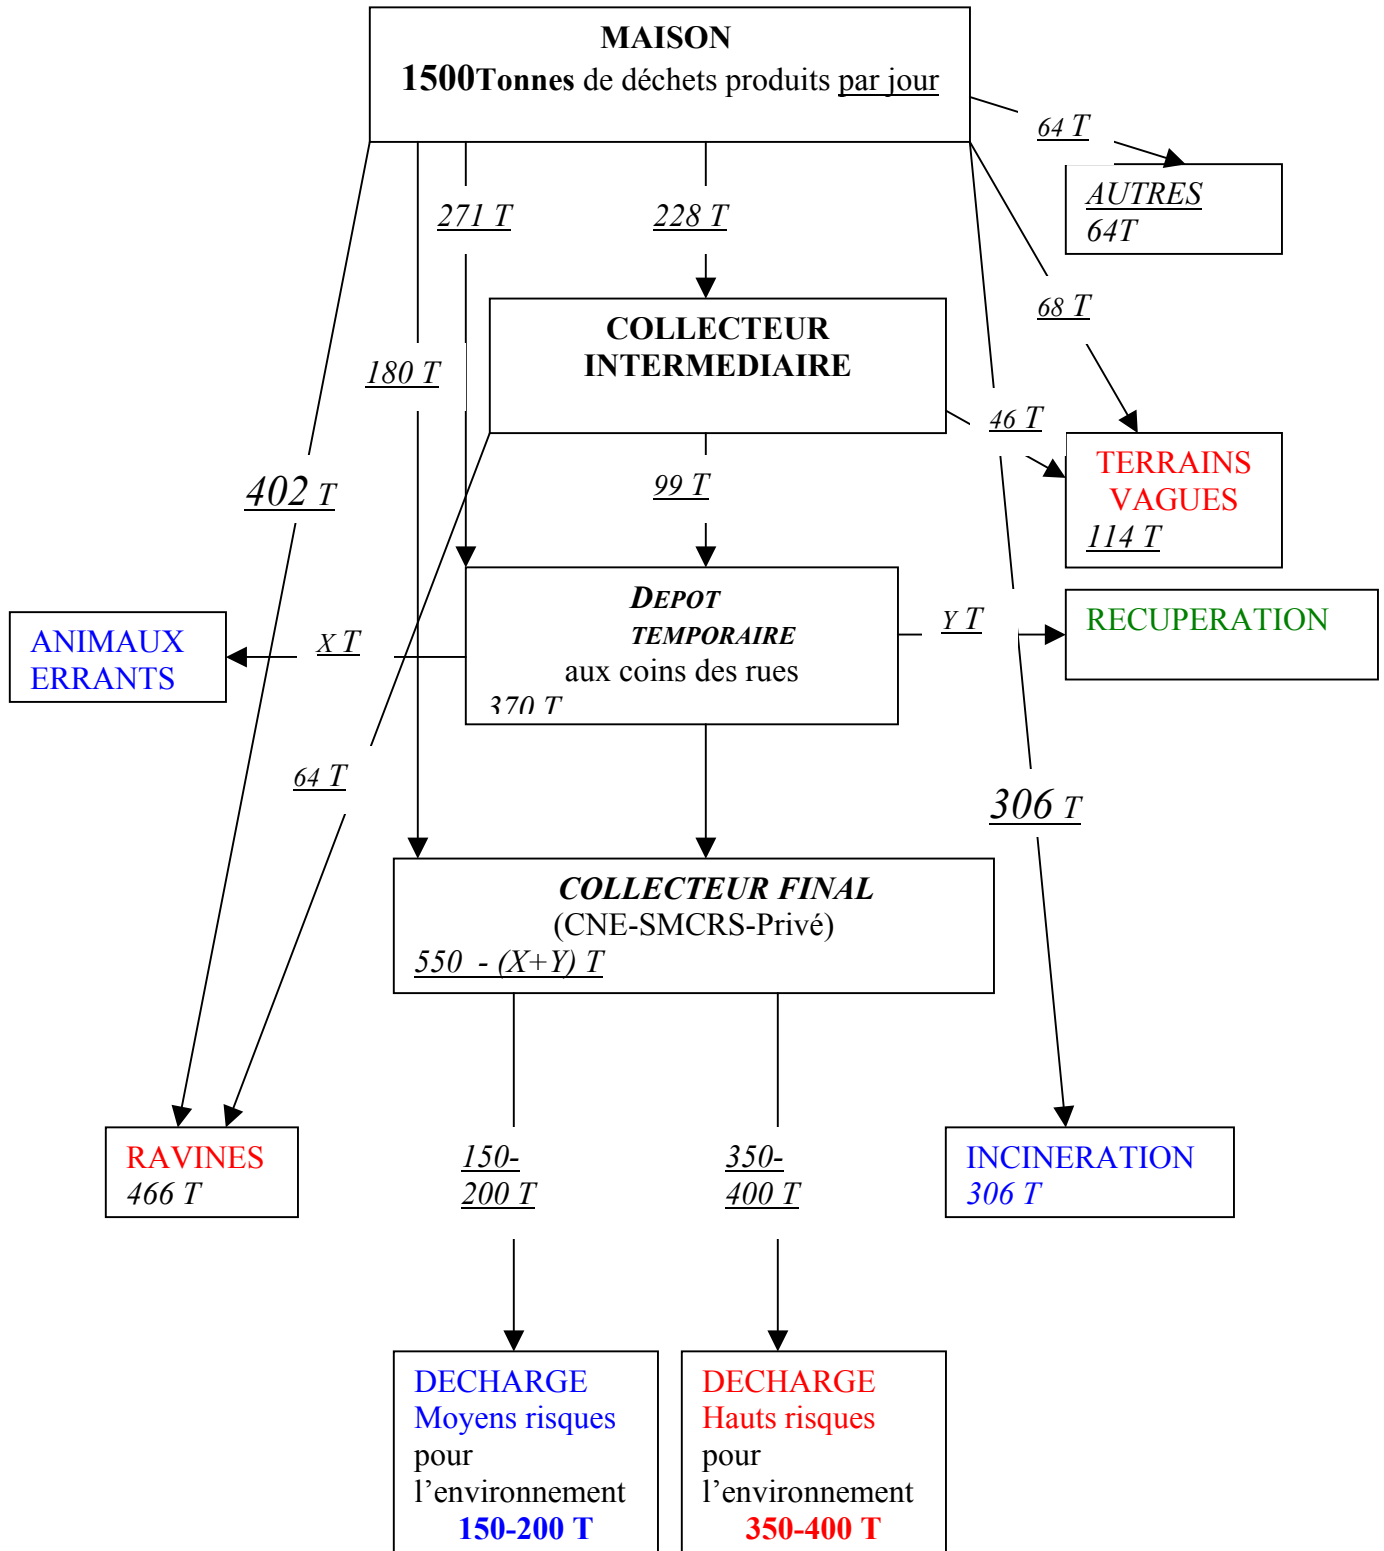 MAISON
1500Tonnes de déchets produits par jour
64 T
AUTRES
64T
271 T
228 T
68 T
COLLECTEUR
INTERMEDIAIRE
180 T
46 T
402 T
99 T
TERRAINS
VAGUES
114 T
DEPOT
TEMPORAIRE
aux coins des rues
370 T
ANIMAUX
ERRANTS
X T
Y T
RECUPERATION
64 T
306 T
COLLECTEUR FINAL
(CNE-SMCRS-Privé)
550 - (X+Y) T
RAVINES
466 T
150-
200 T
350-
400 T
INCINERATION
306 T
DECHARGE
Moyens risques
pour
l’environnement
150-200 T
DECHARGE
Hauts risques
pour
l’environnement
350-400 T